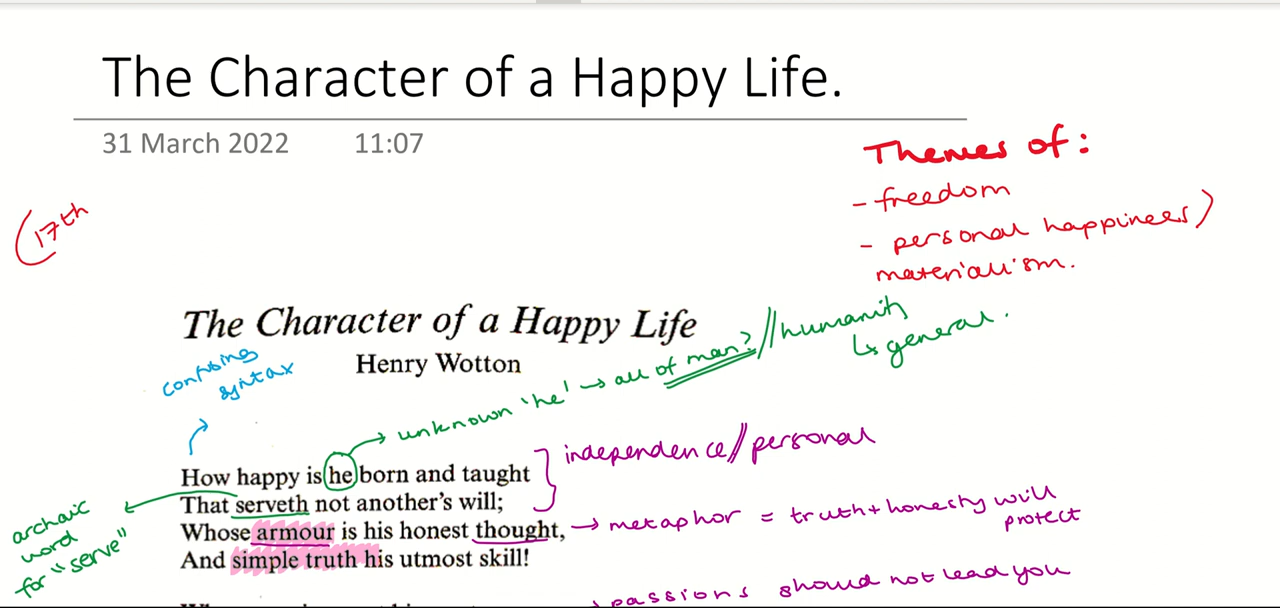 The Character of a Happy Life.
31 March 2022 11:07
Themes of:
- freedom
- personal happiness/
materialism.
17th
The Character of a Happy Life
Henry Wotton
confusing
syntax
unknown 'he' → all of man? // humanity
↳ general.
How happy is he born and taught
That serveth not another's will;
Whose armour is his honest thought,
And simple truth his utmost skill!
independence // personal
→ metaphor = truth + honesty will
protect
archaic
word
for "serve"
passions should not lead you